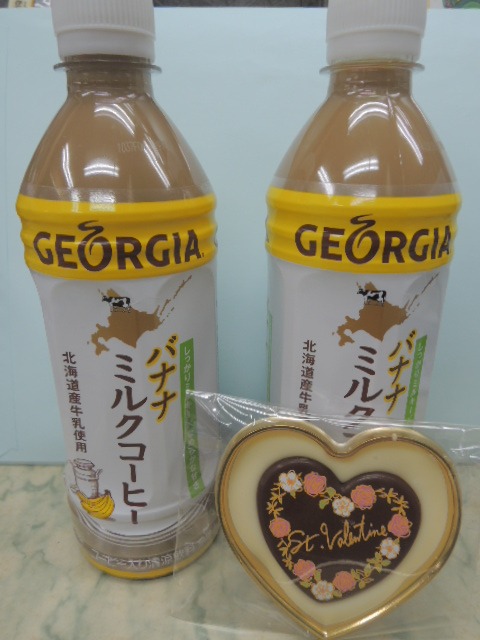 GEORGIA
バナナ
ミルクコーヒー
北海道産牛乳使用
GEORGIA
バナナ
ミルクコ
北海道産牛
St. Valentine